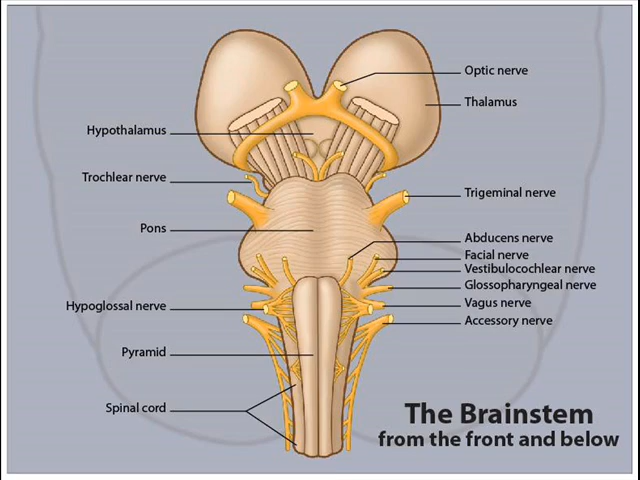 Optic nerve
Thalamus
Hypothalamus
Trochlear nerve
Trigeminal nerve
Pons
Abducens nerve
Facial nerve
Vestibulocochlear nerve
Glossopharyngeal nerve
Hypoglossal nerve
Vagus nerve
Accessory nerve
Pyramid
Spinal cord
The Brainstem
from the front and below